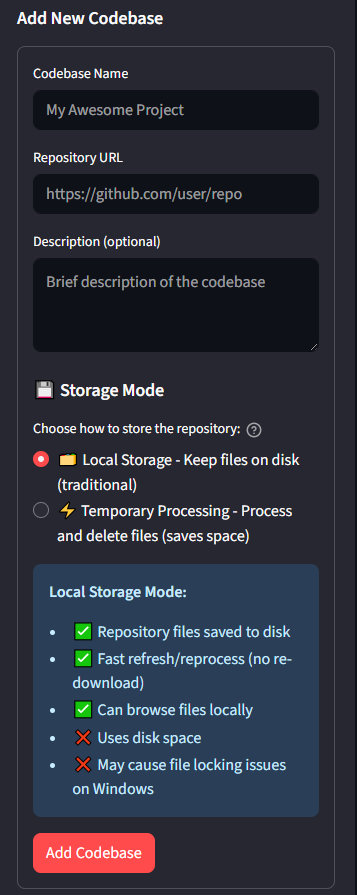 Add New Codebase
Codebase Name
My Awesome Project
Repository URL
https://github.com/user/repo
Description (optional)
Brief description of the codebase
💾 Storage Mode
Choose how to store the repository: ?
🗂️ Local Storage - Keep files on disk
(traditional)
⚡ Temporary Processing - Process
and delete files (saves space)
Local Storage Mode:
• ✅ Repository files saved to disk
• ✅ Fast refresh/reprocess (no re-
download)
• ✅ Can browse files locally
• ❌ Uses disk space
• ❌ May cause file locking issues
on Windows
Add Codebase